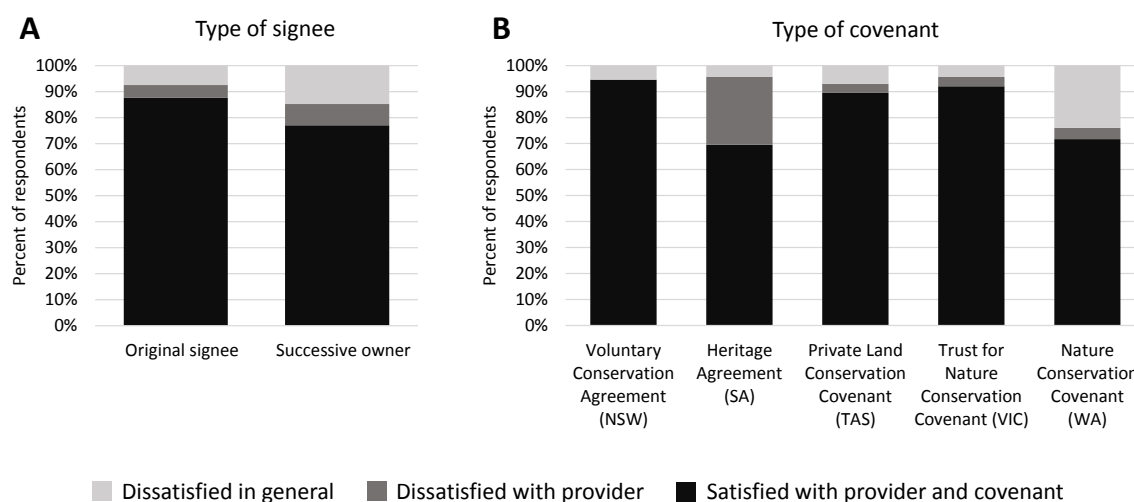 A
Type of signee
Percent of respondents
100%
90%
80%
70%
60%
50%
40%
30%
20%
10%
0%
Original signee
Successive owner
B
Type of covenant
Percent of respondents
100%
90%
80%
70%
60%
50%
40%
30%
20%
10%
0%
Voluntary
Conservation
Agreement
(NSW)
Heritage
Agreement
(SA)
Private Land
Conservation
Covenant
(TAS)
Trust for
Nature
Conservation
Covenant (VIC)
Nature
Conservation
Covenant
(WA)
Dissatisfied in general
Dissatisfied with provider
Satisfied with provider and covenant